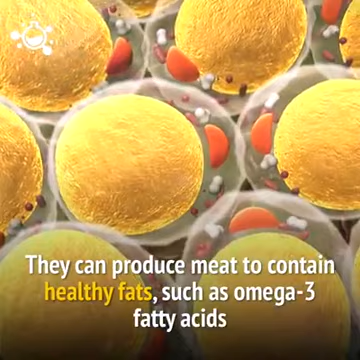 They can produce meat to contain
healthy fats, such as omega-3
fatty acids